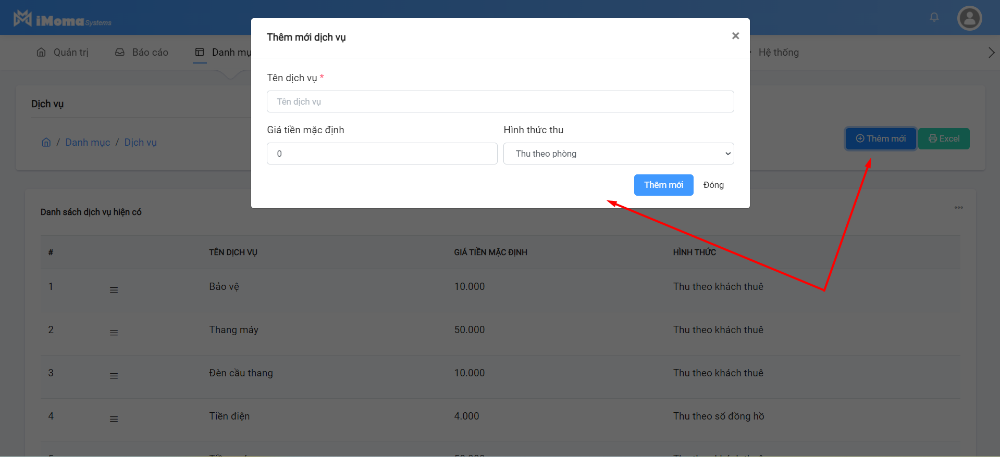 iMoma Systems
Quản trị
Báo cáo
Danh mụ
Hệ thống
Thêm mới dịch vụ
×
Tên dịch vụ *
Tên dịch vụ
Giá tiền mặc định
Hình thức thu
0
Thu theo phòng
Thêm mới
Đóng
Dịch vụ
/ Danh mục / Dịch vụ
Thêm mới
Excel
Danh sách dịch vụ hiện có
# TÊN DỊCH VỤ GIÁ TIỀN MẶC ĐỊNH HÌNH THỨC
1 Bảo vệ 10.000 Thu theo khách thuê
2 Thang máy 50.000 Thu theo khách thuê
3 Đèn cầu thang 10.000 Thu theo khách thuê
4 Tiền điện 4.000 Thu theo số đồng hồ